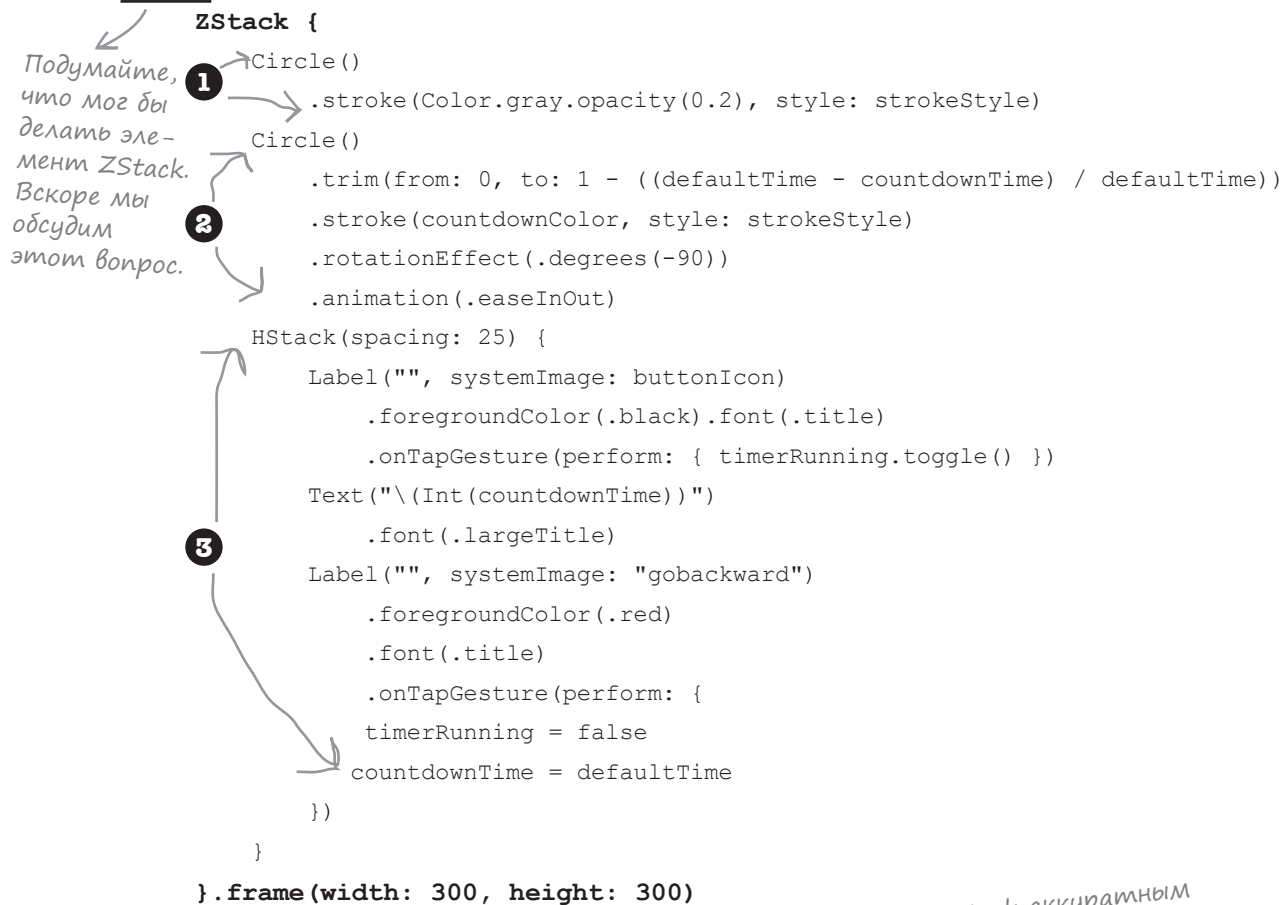 ZStack {
Подумайте,
что мог бы
делать эле-
мент ZStack.
Вскоре мы
обсудим
этот вопрос.
1
Circle()
.stroke(Color.gray.opacity(0.2), style: strokeStyle)
2
Circle()
.trim(from: 0, to: 1 - ((defaultTime - countdownTime) / defaultTime))
.stroke(countdownColor, style: strokeStyle)
.rotationEffect(.degrees(-90))
.animation(.easeInOut)
3
HStack(spacing: 25) {
Label("", systemImage: buttonIcon)
.foregroundColor(.black).font(.title)
.onTapGesture(perform: { timerRunning.toggle() })
Text("\(Int(countdownTime))")
.font(.largeTitle)
Label("", systemImage: "gobackward")
.foregroundColor(.red)
.font(.title)
.onTapGesture(perform: {
timerRunning = false
countdownTime = defaultTime
})
}
}.frame(width: 300, height: 300)
аккуратным